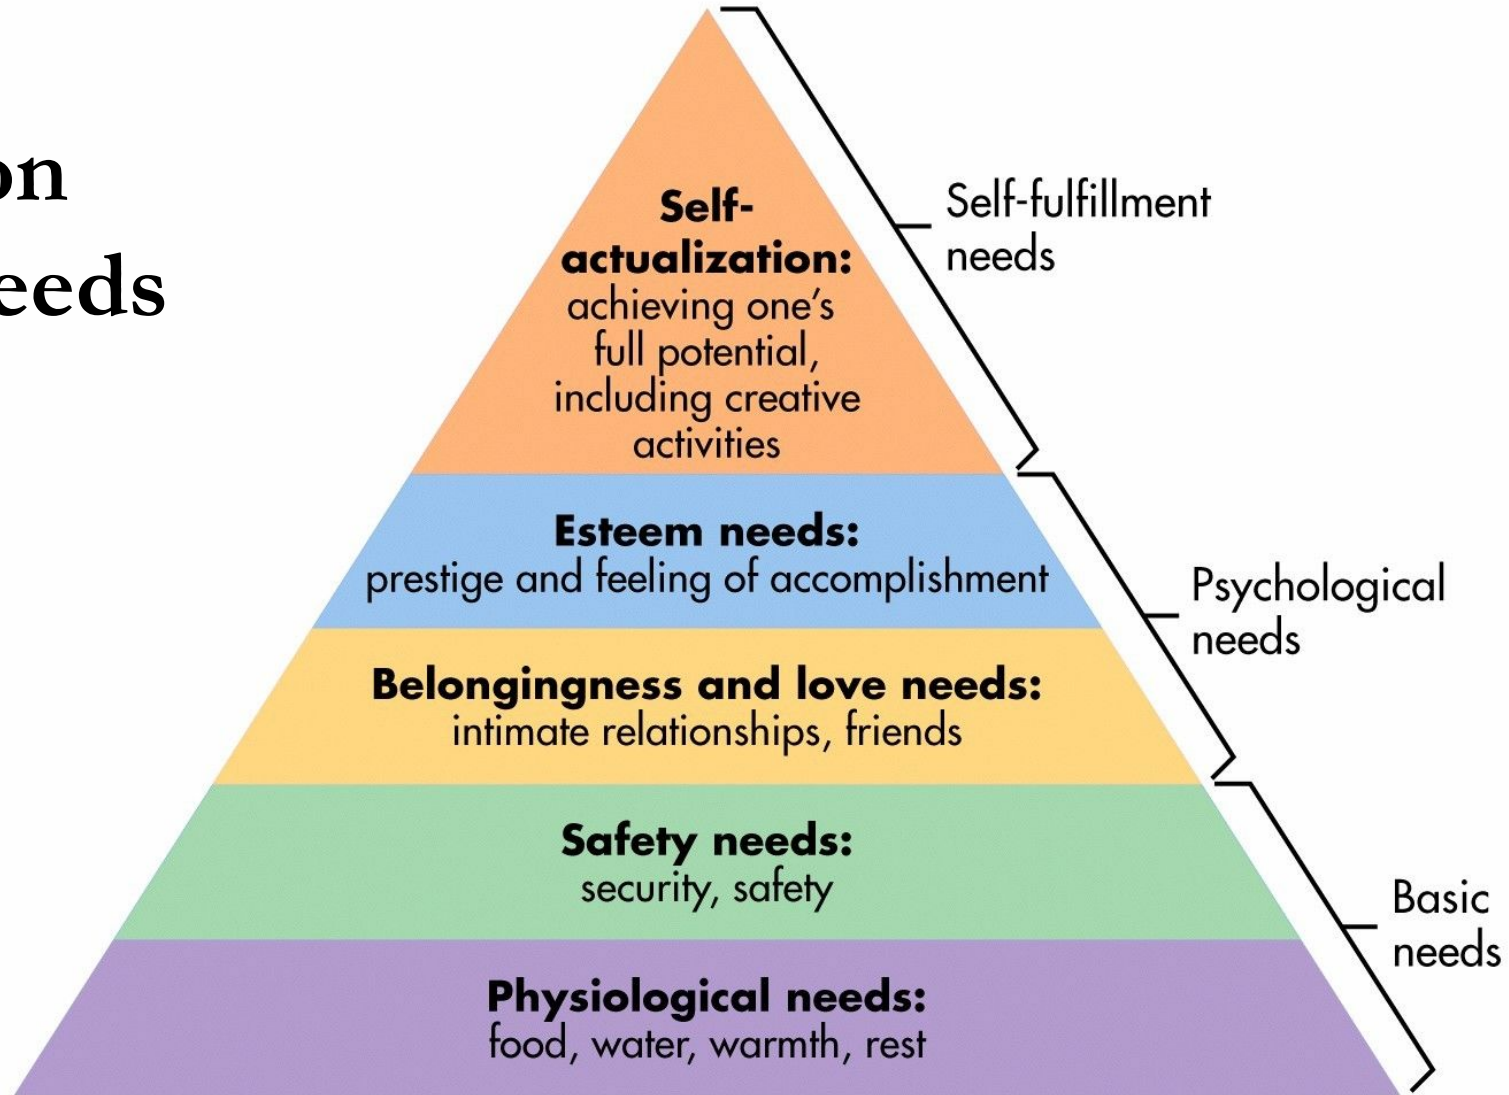 on
eeds
Self-
actualization:
achieving one's
full potential,
including creative
activities
Self-fulfillment
needs
Esteem needs:
prestige and feeling of accomplishment
Belongingness and love needs:
intimate relationships, friends
Psychological
needs
Safety needs:
security, safety
Physiological needs:
food, water, warmth, rest
Basic
needs